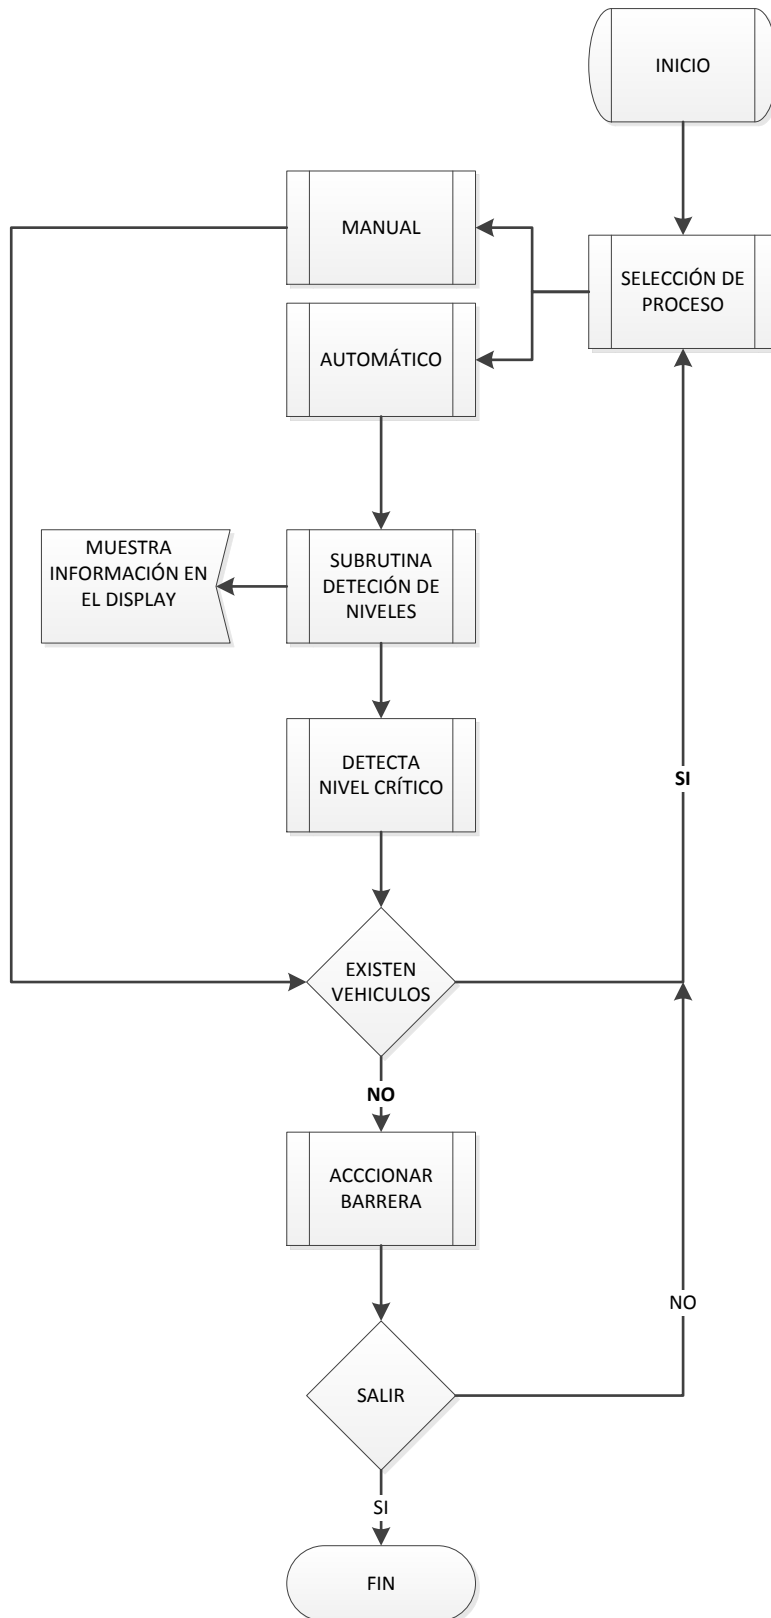 INICIO
MANUAL
SELECCIÓN DE
PROCESO
AUTOMÁTICO
MUESTRA
INFORMACIÓN EN
EL DISPLAY
SUBRUTINA
DETECIÓN DE
NIVELES
DETECTA
NIVEL CRÍTICO
SI
EXISTEN
VEHICULOS
NO
ACCCIONAR
BARRERA
NO
SALIR
SI
FIN